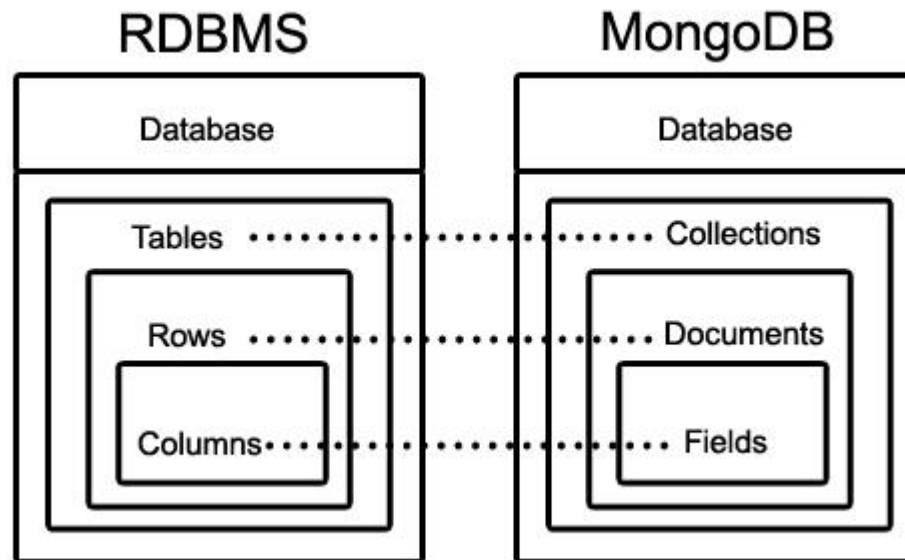 RDBMS MongoDB
Database Database
Tables Collections
Rows Documents
Columns Fields